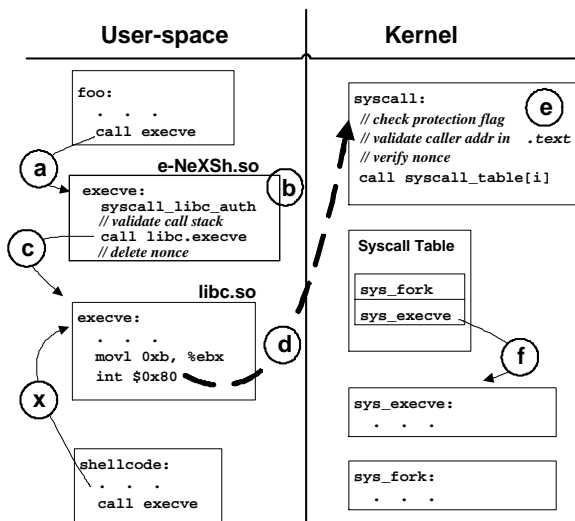 User-space
Kernel
foo:
. . .
call execve
a
e-NeXSh.so
b
execve:
syscall_libc_auth
// validate call stack
call libc.execve
// delete nonce
c
libc.so
execve:
. . .
movl 0xb, %ebx
int $0x80
d
x
shellcode:
. . .
call execve
syscall:
e
// check protection flag
// validate caller addr in .text
// verify nonce
call syscall_table[i]
Syscall Table
sys_fork
sys_execve
f
sys_execve:
. . .
sys_fork:
. . .